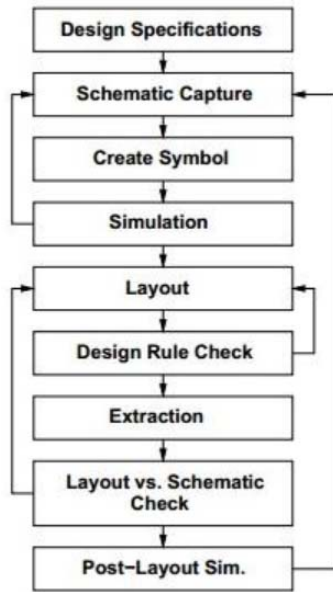 Design Specifications
Schematic Capture
Create Symbol
Simulation
Layout
Design Rule Check
Extraction
Layout vs. Schematic
Check
Post−Layout Sim.